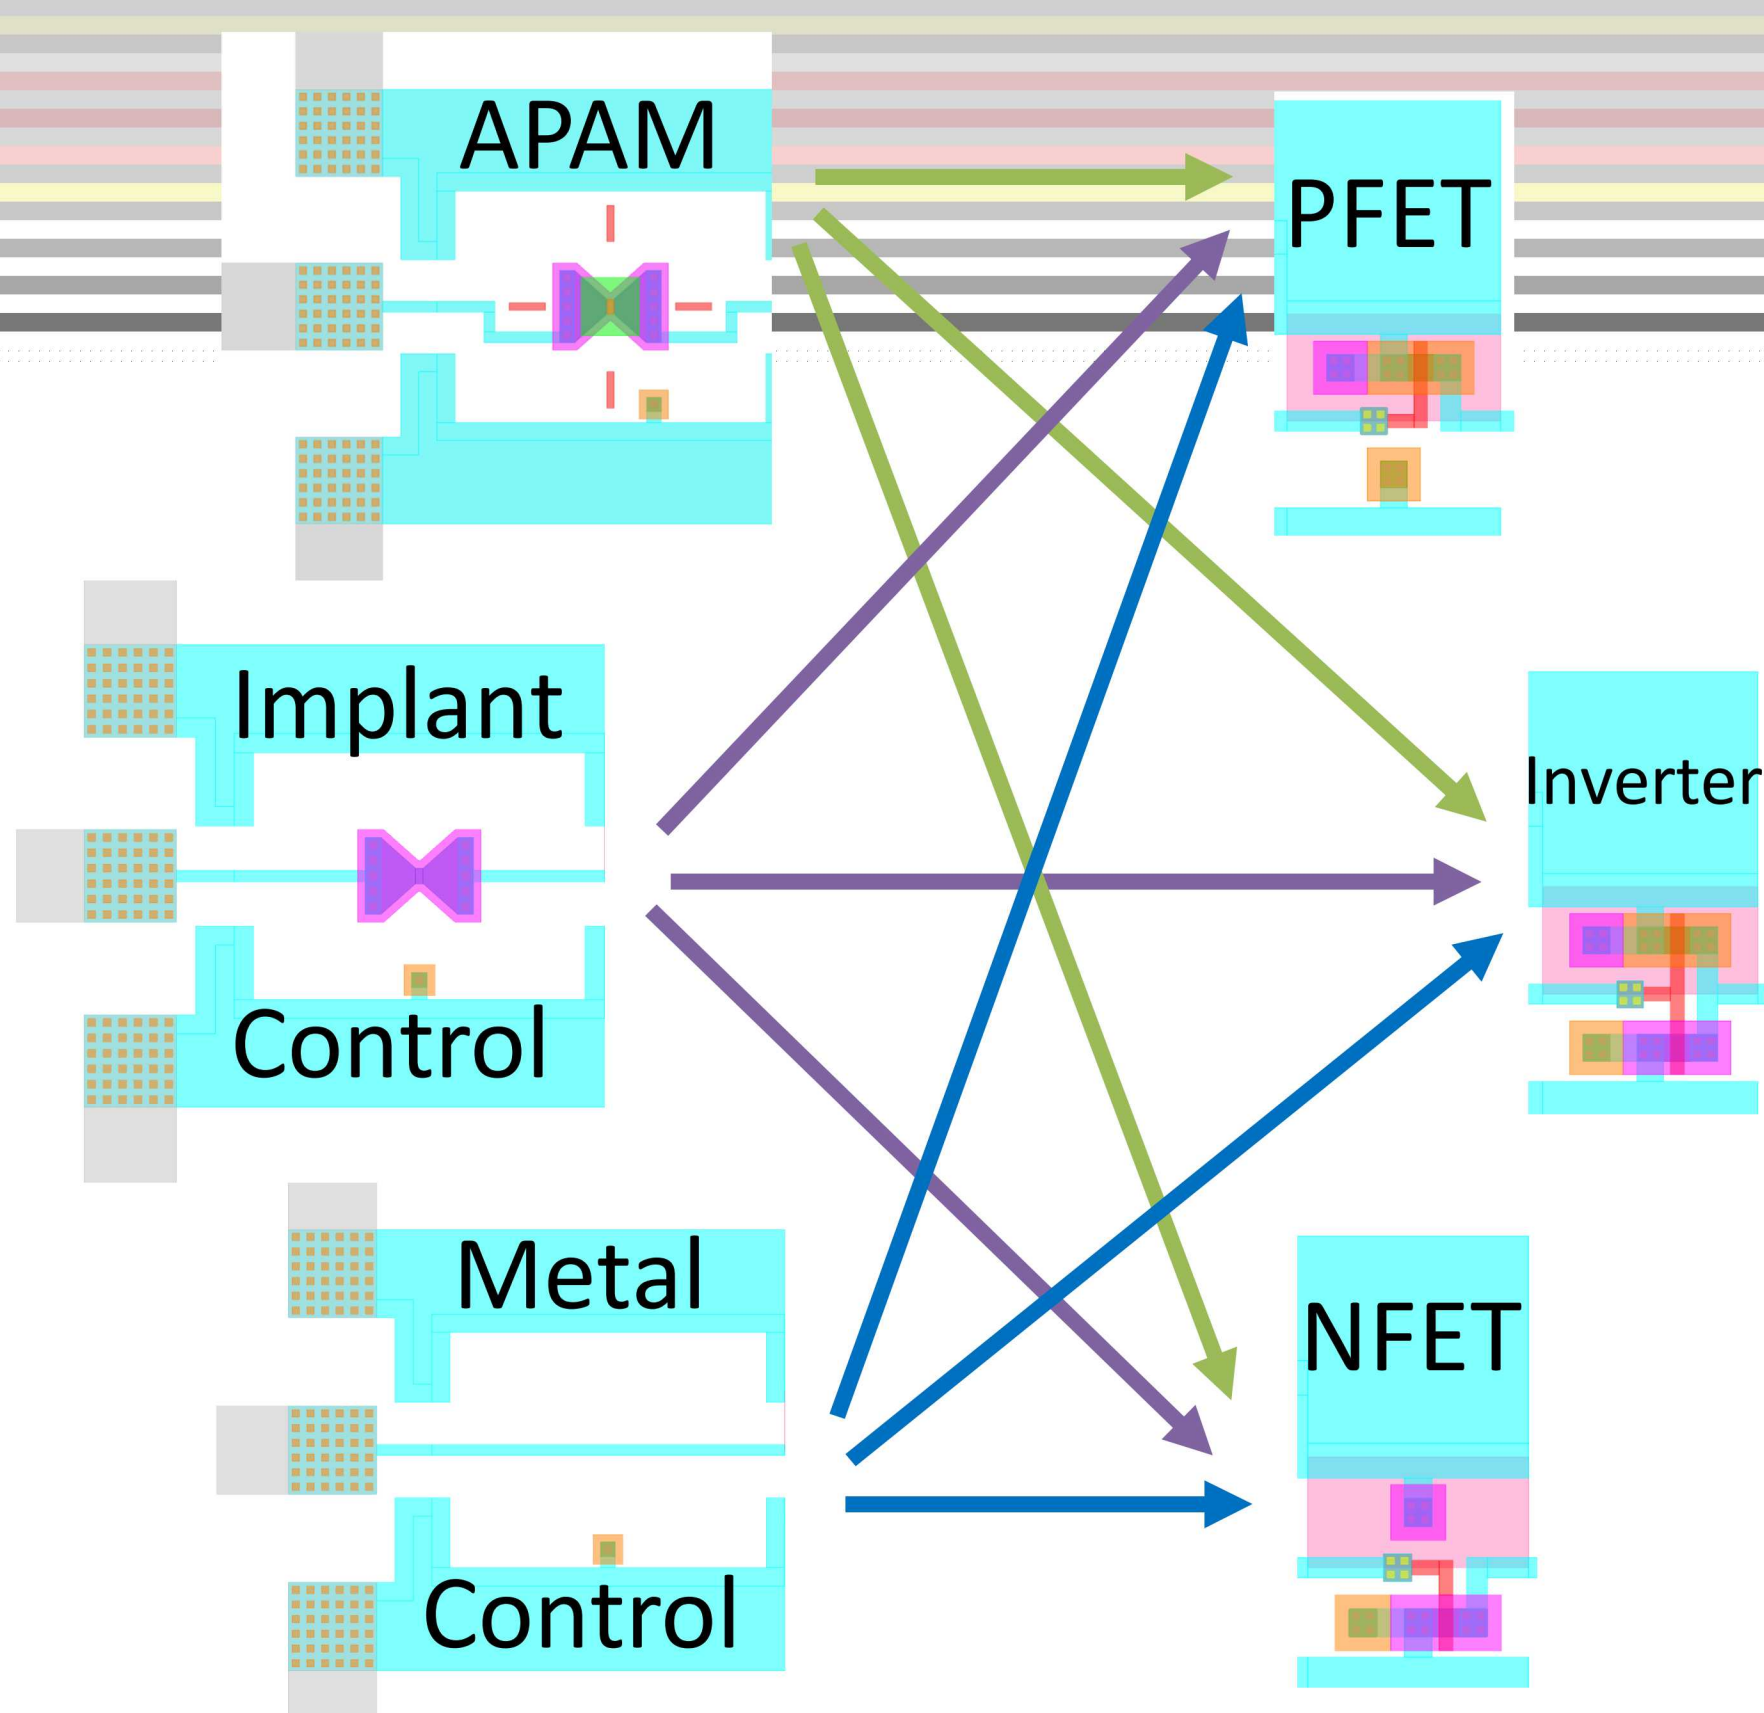 APAM
PFET
Implant
Control
Inverter
Metal
Control
NFET